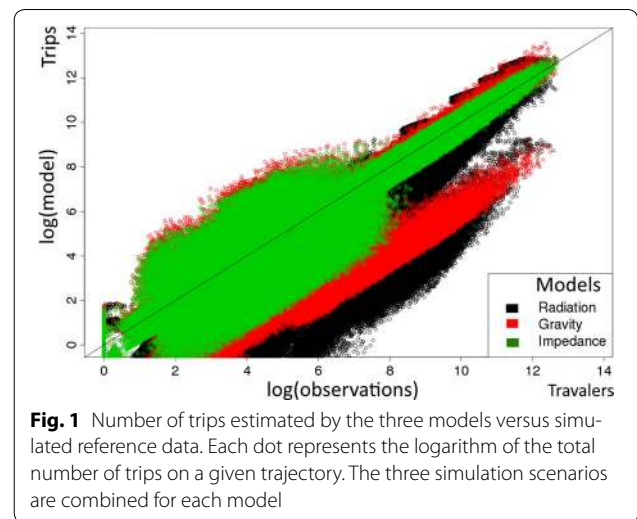 Trips
14
12
10
8
6
4
2
0
log(model)
Models
Radiation
Gravity
Impedance
0 2 4 6 8 10 12 14
log(observations)
Travelers
Fig. 1 Number of trips estimated by the three models versus simu-
lated reference data. Each dot represents the logarithm of the total
number of trips on a given trajectory. The three simulation scenarios
are combined for each model